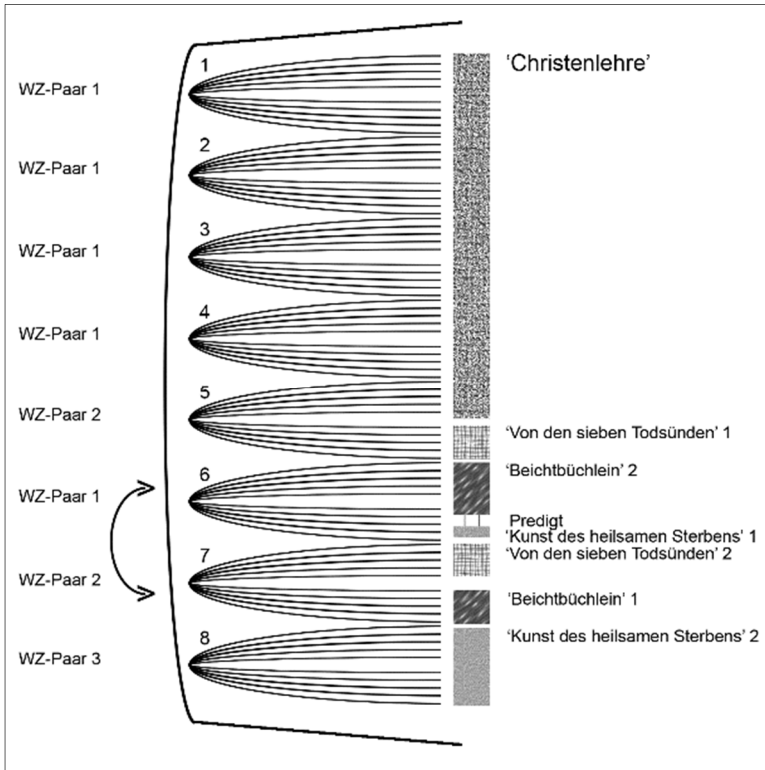 1
'Christenlehre'
WZ-Paar 1
2
WZ-Paar 1
3
WZ-Paar 1
4
WZ-Paar 1
5
WZ-Paar 2
'Von den sieben Todsünden' 1
6
'Beichtbüchlein' 2
WZ-Paar 1
Predigt
'Kunst des heilsamen Sterbens' 1
7
'Von den sieben Todsünden' 2
WZ-Paar 2
'Beichtbüchlein' 1
8
'Kunst des heilsamen Sterbens' 2
WZ-Paar 3